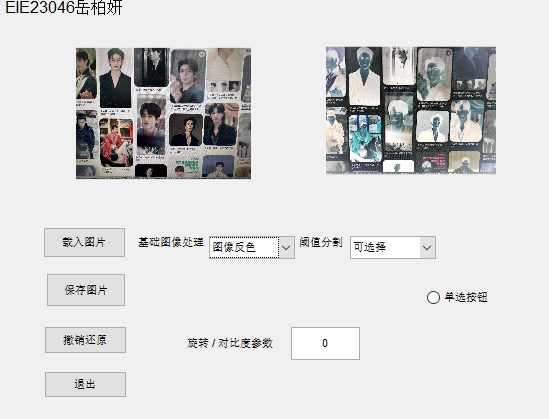 EIE23046岳柏妍
载入图片 基础图像处理 图像反色 阈值分割 可选择
保存图片 单选按钮
撤销还原 旋转 / 对比度参数 0
退出